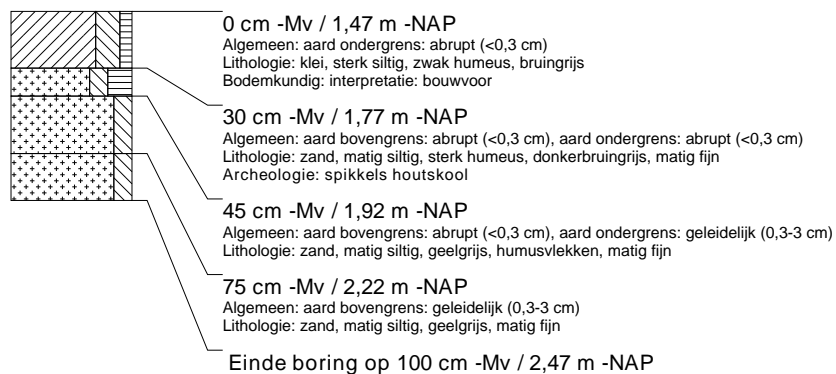 0 cm -Mv / 1,47 m -NAP
Algemeen: aard ondergrens: abrupt (<0,3 cm)
Lithologie: klei, sterk siltig, zwak humeus, bruingrijs
Bodemkundig: interpretatie: bouwvoor
30 cm -Mv / 1,77 m -NAP
Algemeen: aard bovengrens: abrupt (<0,3 cm), aard ondergrens: abrupt (<0,3 cm)
Lithologie: zand, matig siltig, sterk humeus, donkerbruingrijs, matig fijn
Archeologie: spikkels houtskool
45 cm -Mv / 1,92 m -NAP
Algemeen: aard bovengrens: abrupt (<0,3 cm), aard ondergrens: geleidelijk (0,3-3 cm)
Lithologie: zand, matig siltig, geelgrijs, humusvlekken, matig fijn
75 cm -Mv / 2,22 m -NAP
Algemeen: aard bovengrens: geleidelijk (0,3-3 cm)
Lithologie: zand, matig siltig, geelgrijs, matig fijn
Einde boring op 100 cm -Mv / 2,47 m -NAP